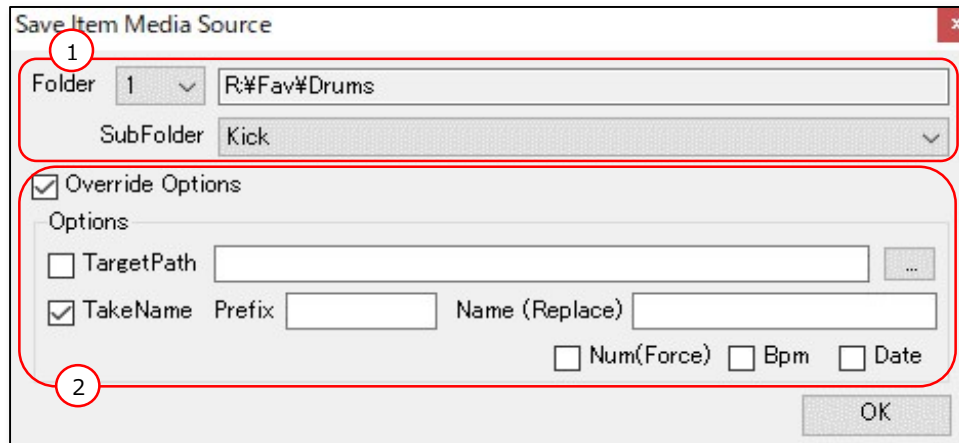 Save Item Media Source x
1
Folder 1 R:¥Fav¥Drums
SubFolder Kick
Override Options
Options
TargetPath ...
TakeName Prefix Name (Replace)
Num(Force) Bpm Date
2
OK